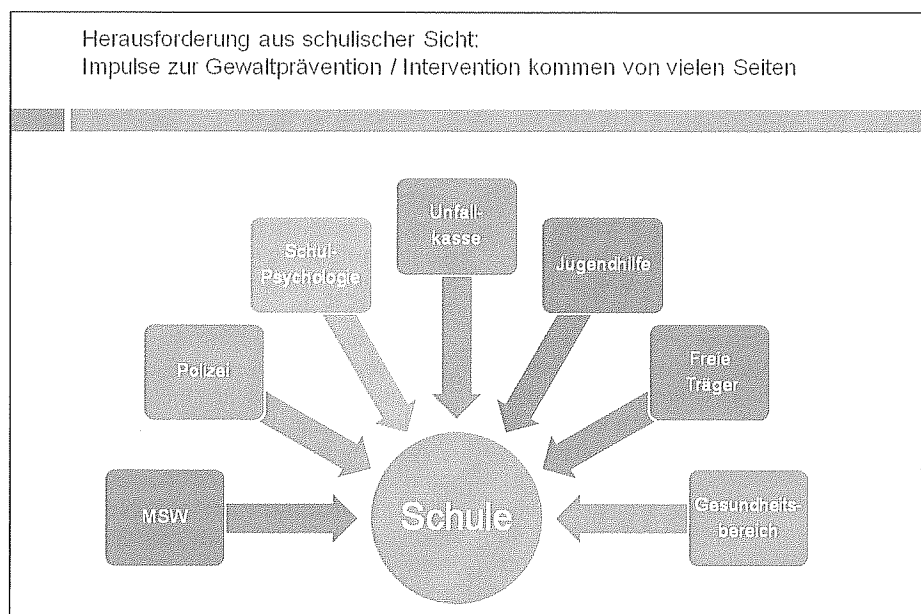 Herausforderung aus schulischer Sicht:
Impulse zur Gewaltprävention / Intervention kommen von vielen Seiten
Unfall-
kasse
Schul-
Psychologie
Jugendhilfe
Polizei
Freie
Träger
MSW
Schule
Gesundheits-
bereich